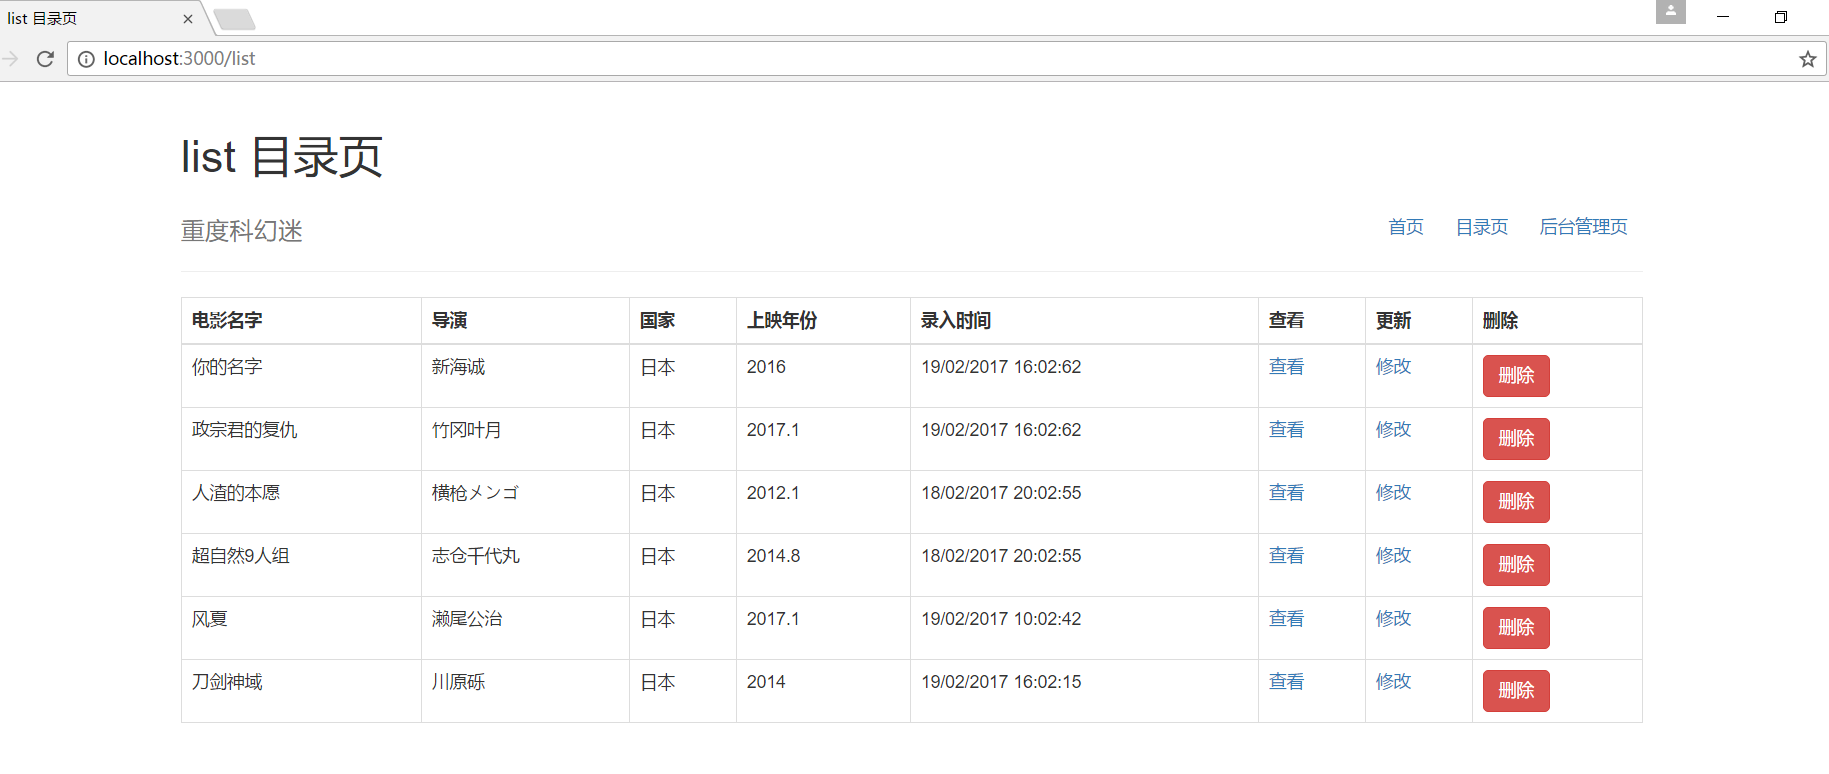 list 目录页
localhost:3000/list
list 目录页
重度科幻迷 首页 目录页 后台管理页
电影名字 导演 国家 上映年份 录入时间 查看 更新 删除
你的名字 新海诚 日本 2016 19/02/2017 16:02:62 查看 修改 删除
政宗君的复仇 竹冈叶月 日本 2017.1 19/02/2017 16:02:62 查看 修改 删除
人渣的本愿 横枪メンゴ 日本 2012.1 18/02/2017 20:02:55 查看 修改 删除
超自然9人组 志仓千代丸 日本 2014.8 18/02/2017 20:02:55 查看 修改 删除
风夏 濑尾公治 日本 2017.1 19/02/2017 10:02:42 查看 修改 删除
刀剑神域 川原砾 日本 2014 19/02/2017 16:02:15 查看 修改 删除